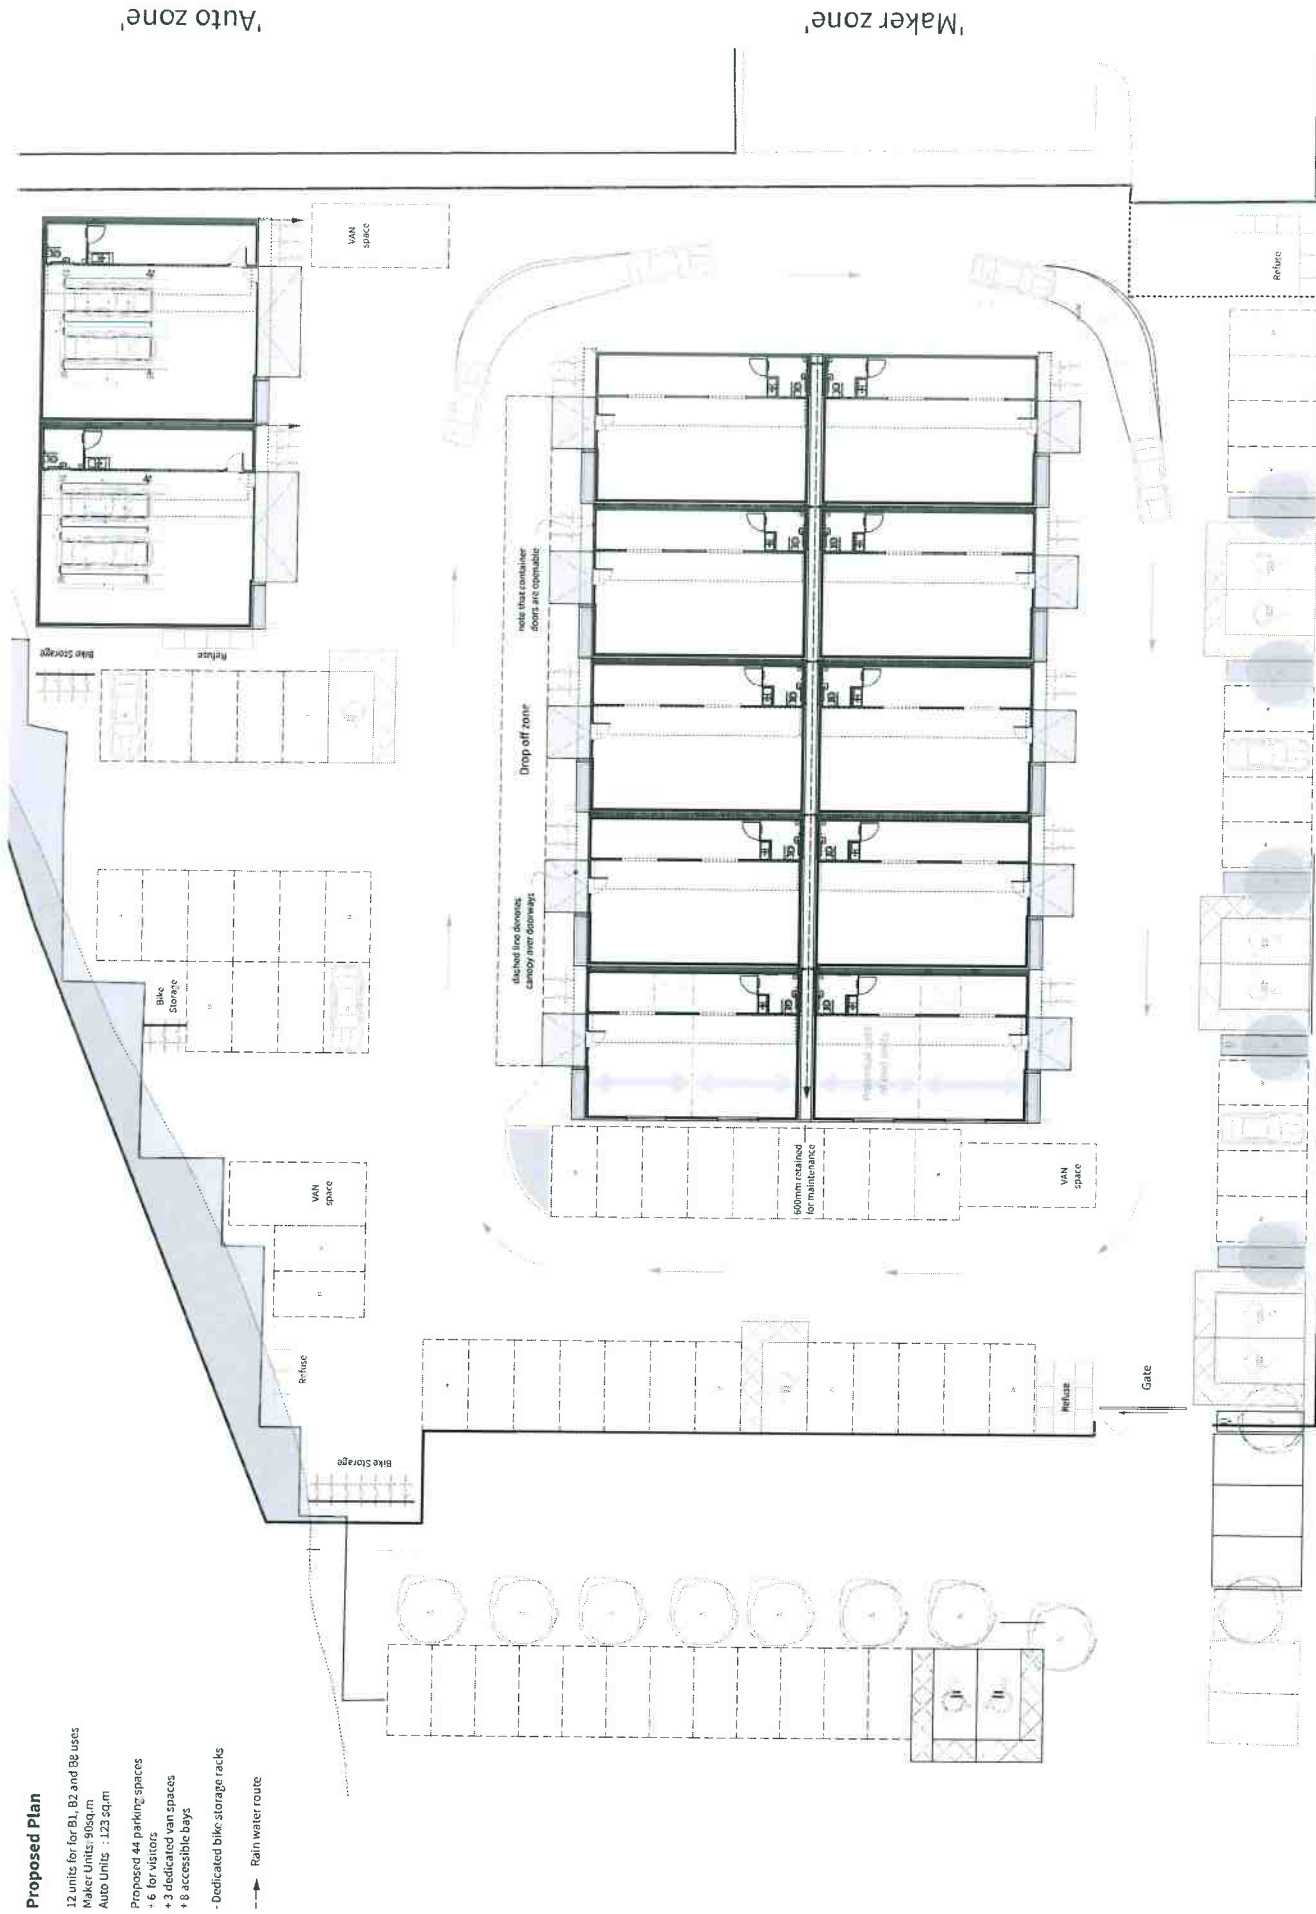 'Auto zone'
'Maker zone'
VAN
space
Refuse
Bike Storage
Refuse
note that container
doors are openable
Drop off zone
dashed line denotes
canopy over doorways
Bike
Storage
VAN
space
600mm retained
for maintenance
VAN
space
Refuse
Refuse
Gate
Bike Storage
Proposed Plan
12 units for for B1, B2 and B8 uses
Maker Units: 90sq.m
Auto Units : 123 sq.m
Proposed 44 parking spaces
+ 6 for visitors
+ 3 dedicated van spaces
+ 8 accessible bays
- Dedicated bike storage racks
Rain water route